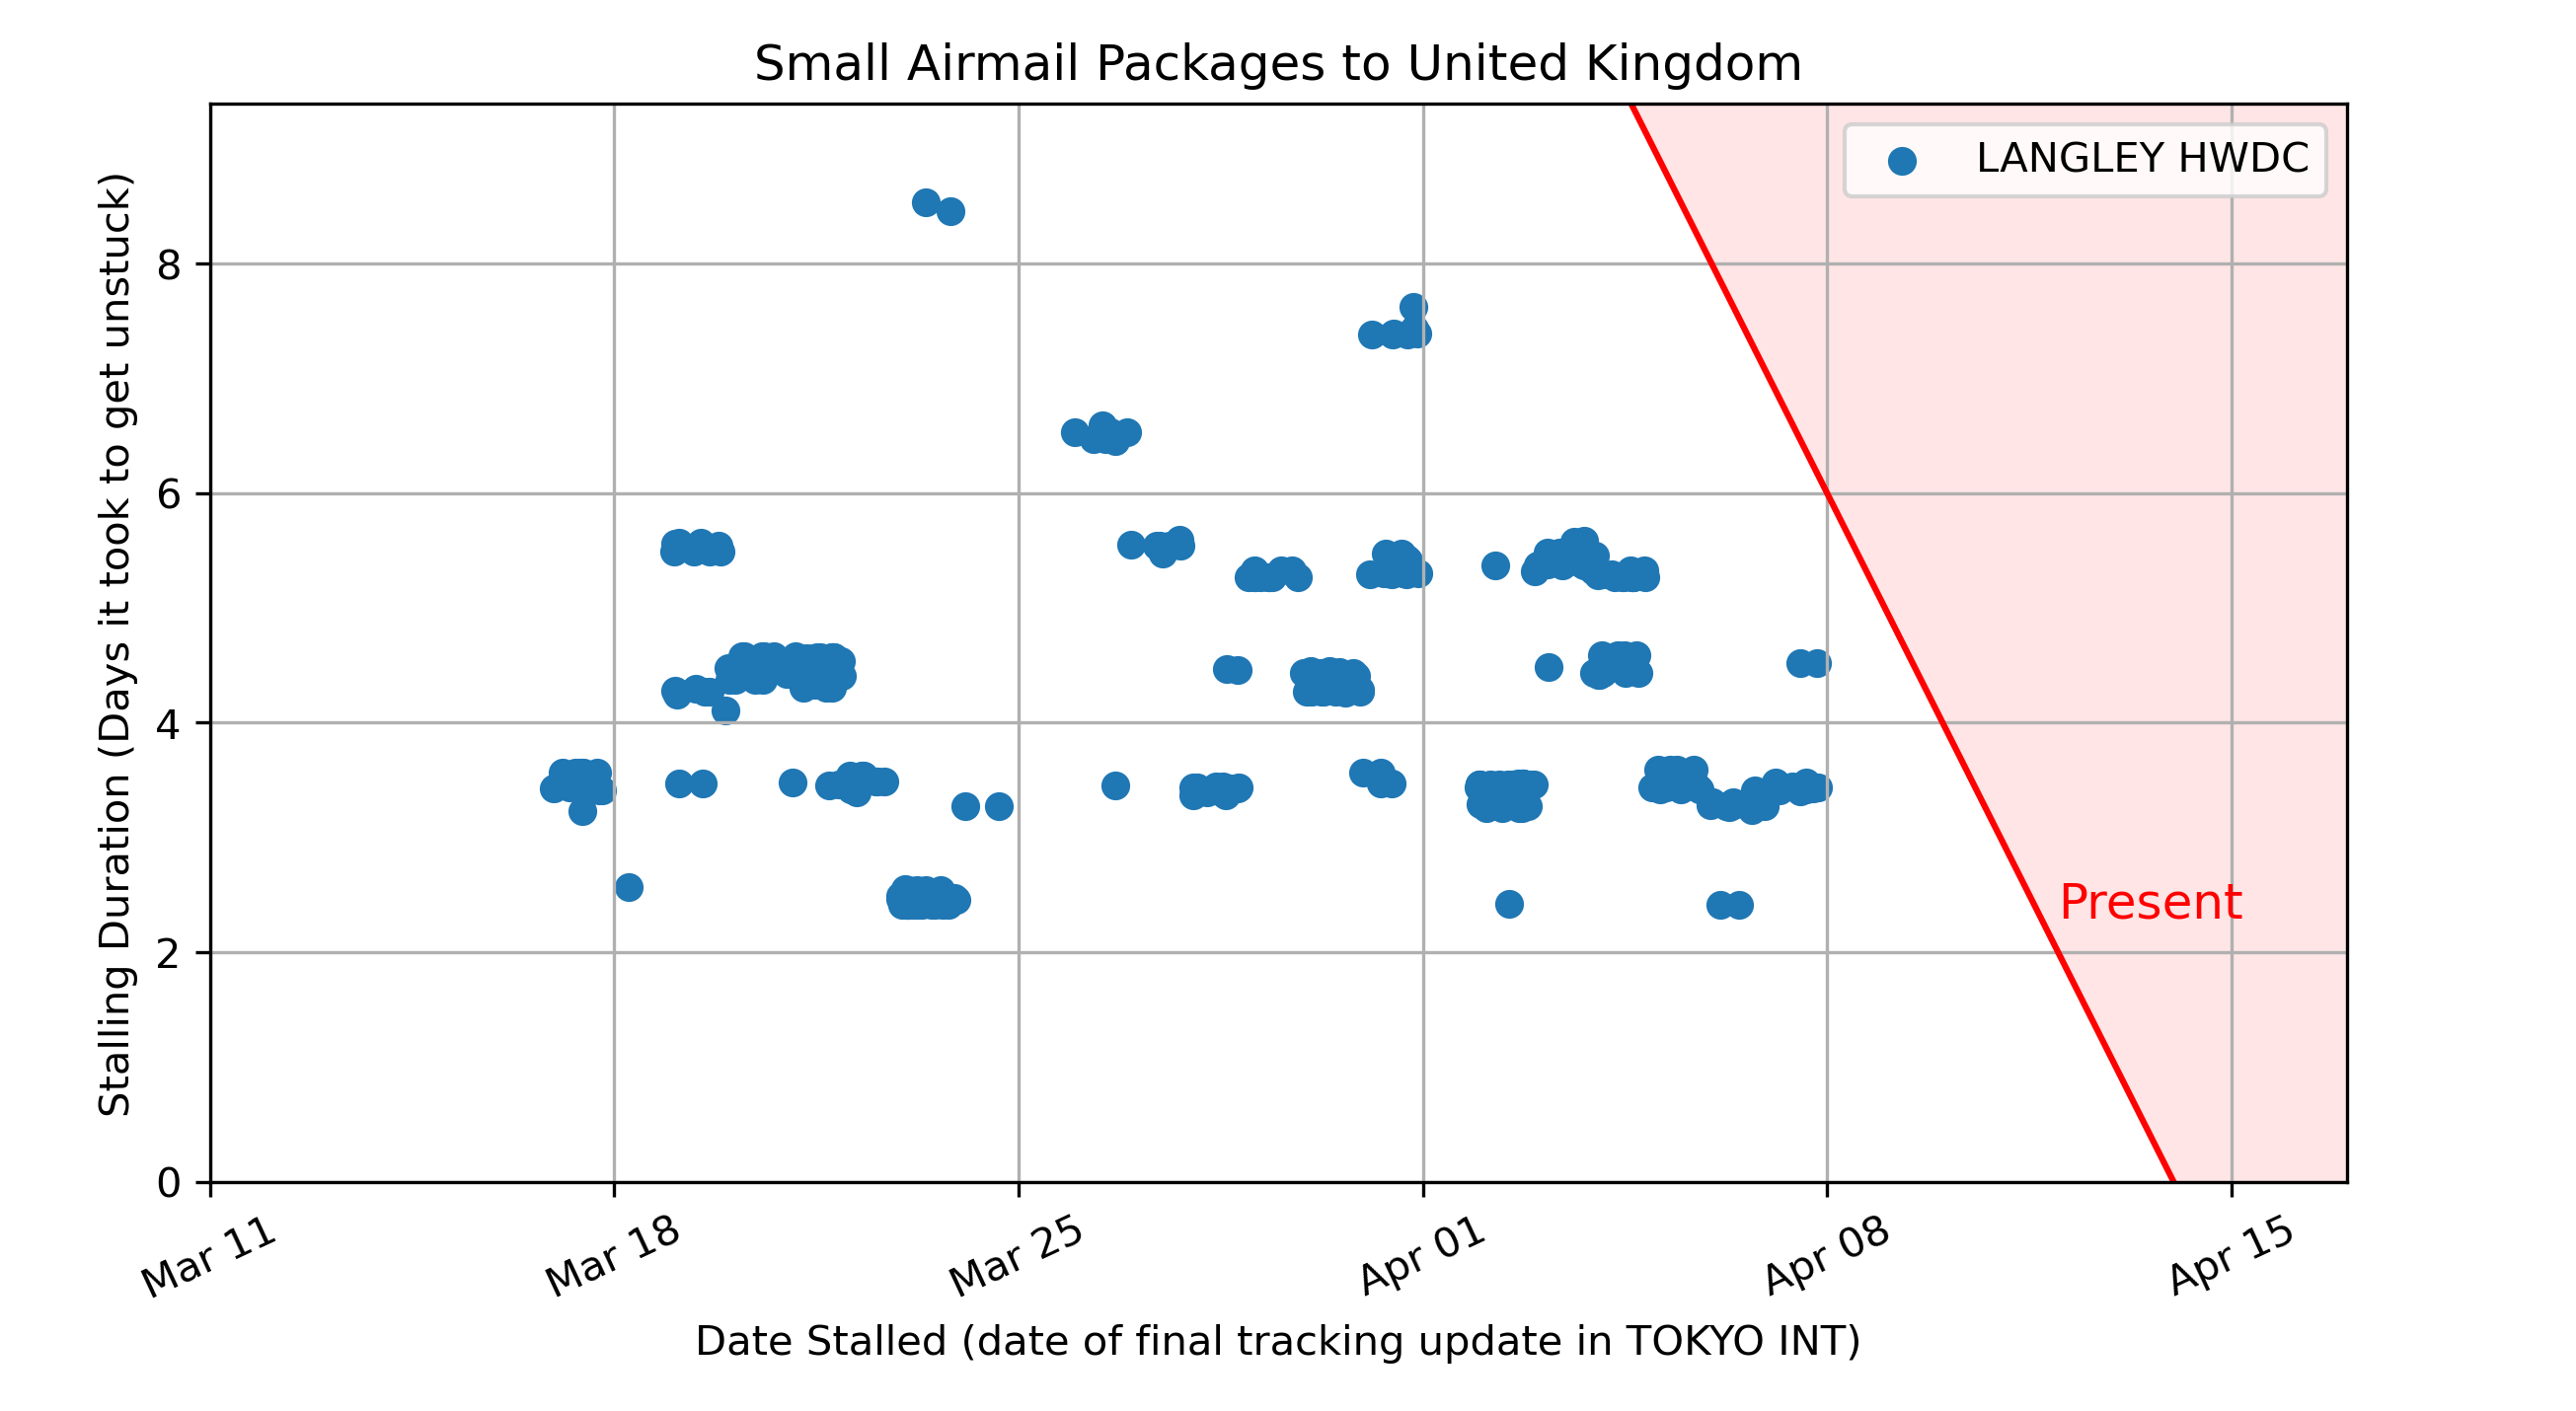 Small Airmail Packages to United Kingdom
LANGLEY HWDC
Stalling Duration (Days it took to get unstuck)
8
6
4
2
0
Present
Mar 11
Mar 18
Mar 25
Apr 01
Apr 08
Apr 15
Date Stalled (date of final tracking update in TOKYO INT)